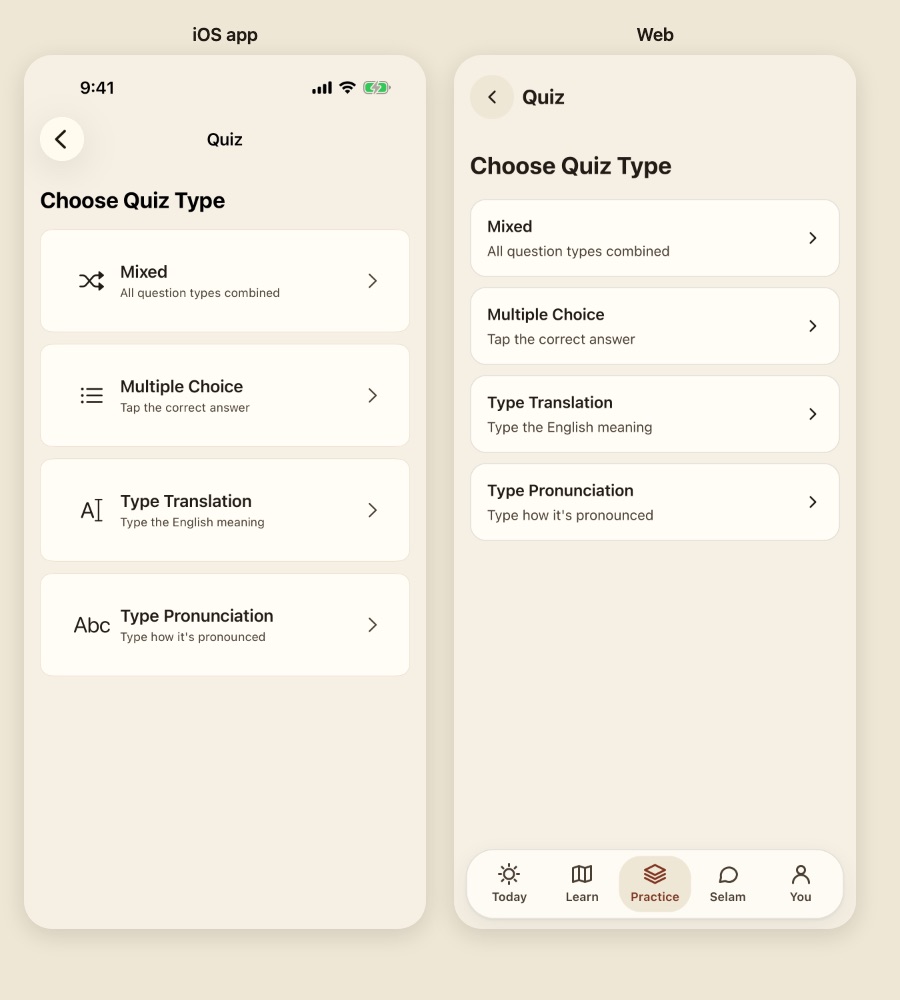 iOS app
9:41
Quiz
Choose Quiz Type
Mixed
All question types combined
Multiple Choice
Tap the correct answer
A
Type Translation
Type the English meaning
Abc
Type Pronunciation
Type how it's pronounced
Web
Quiz
Choose Quiz Type
Mixed
All question types combined
Multiple Choice
Tap the correct answer
Type Translation
Type the English meaning
Type Pronunciation
Type how it's pronounced
Today Learn Practice Selam You